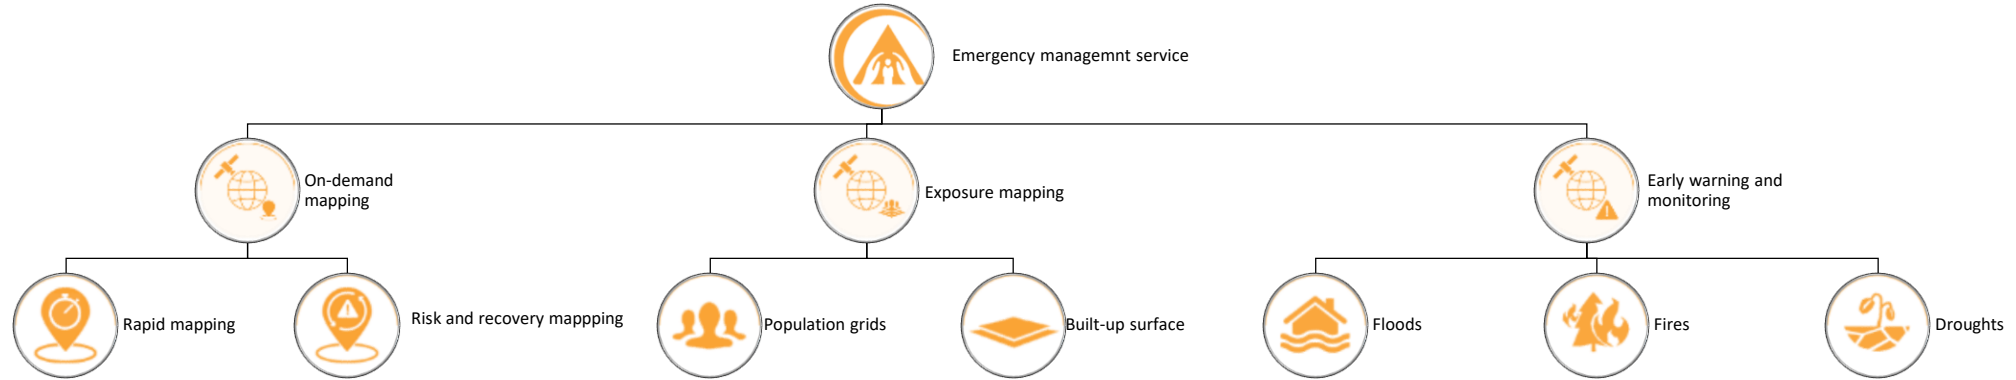 Emergency managemnt service
On-demand
mapping
Exposure mapping
Early warning and
monitoring
Rapid mapping
Risk and recovery mappping
Population grids
Built-up surface
Floods
Fires
Droughts